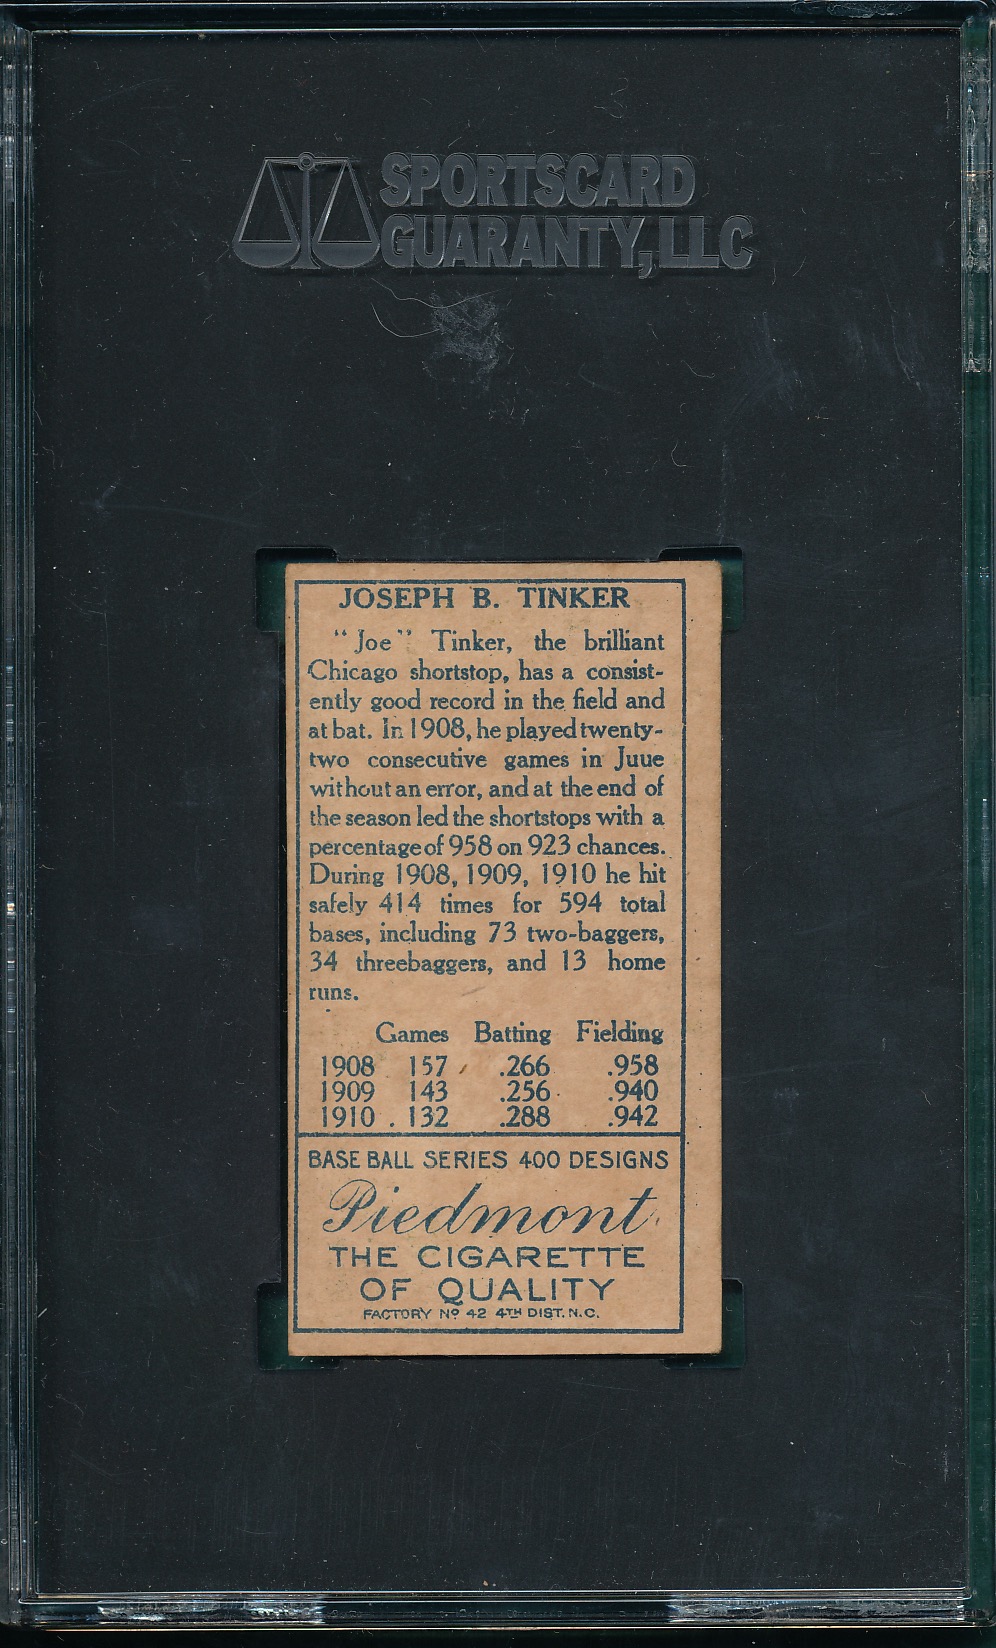 SPORTSCARD
GUARANTY, LLC
JOSEPH B. TINKER
"Joe" Tinker, the brilliant
Chicago shortstop, has a consist-
ently good record in the field and
at bat. In 1908, he played twenty-
two consecutive games in Juue
without an error, and at the end of
the season led the shortstops with a
percentage of 958 on 923 chances.
During 1908, 1909, 1910 he hit
safely 414 times for 594 total
bases, including 73 two-baggers,
34 threebaggers, and 13 home
runs.
Games Batting Fielding
1908 157 .266 .958
1909 143 .256 .940
1910 . 132 .288 .942
BASE BALL SERIES 400 DESIGNS
Piedmont
THE CIGARETTE
OF QUALITY
FACTORY No 42 4TH DIST. N.C.